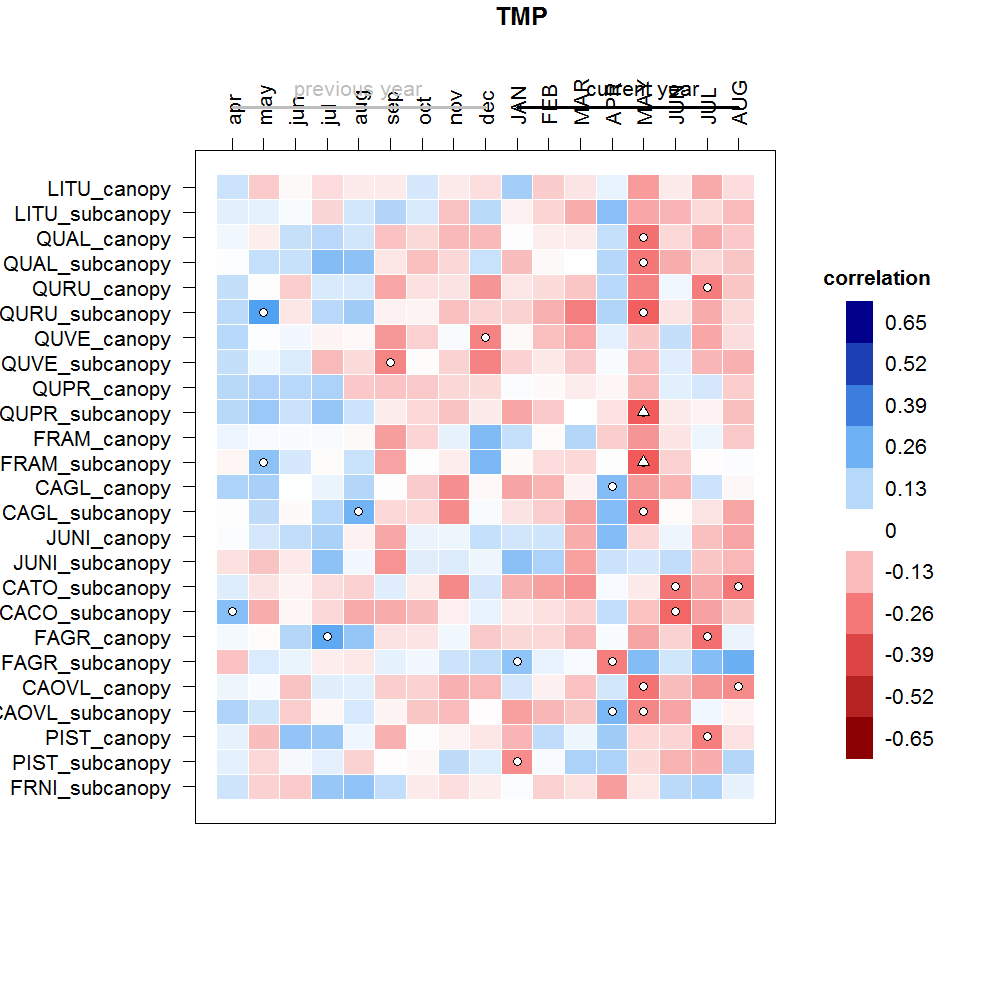 TMP
previous year
current year
apr
may
jun
jul
aug
sep
oct
nov
dec
JAN
FEB
MAR
APR
MAY
JUN
JUL
AUG
LITU_canopy
LITU_subcanopy
QUAL_canopy
QUAL_subcanopy
QURU_canopy
QURU_subcanopy
QUVE_canopy
QUVE_subcanopy
QUPR_canopy
QUPR_subcanopy
FRAM_canopy
FRAM_subcanopy
CAGL_canopy
CAGL_subcanopy
JUNI_canopy
JUNI_subcanopy
CATO_subcanopy
CACO_subcanopy
FAGR_canopy
FAGR_subcanopy
CAOVL_canopy
CAOVL_subcanopy
PIST_canopy
PIST_subcanopy
FRNI_subcanopy
correlation
0.65
0.52
0.39
0.26
0.13
0
-0.13
-0.26
-0.39
-0.52
-0.65